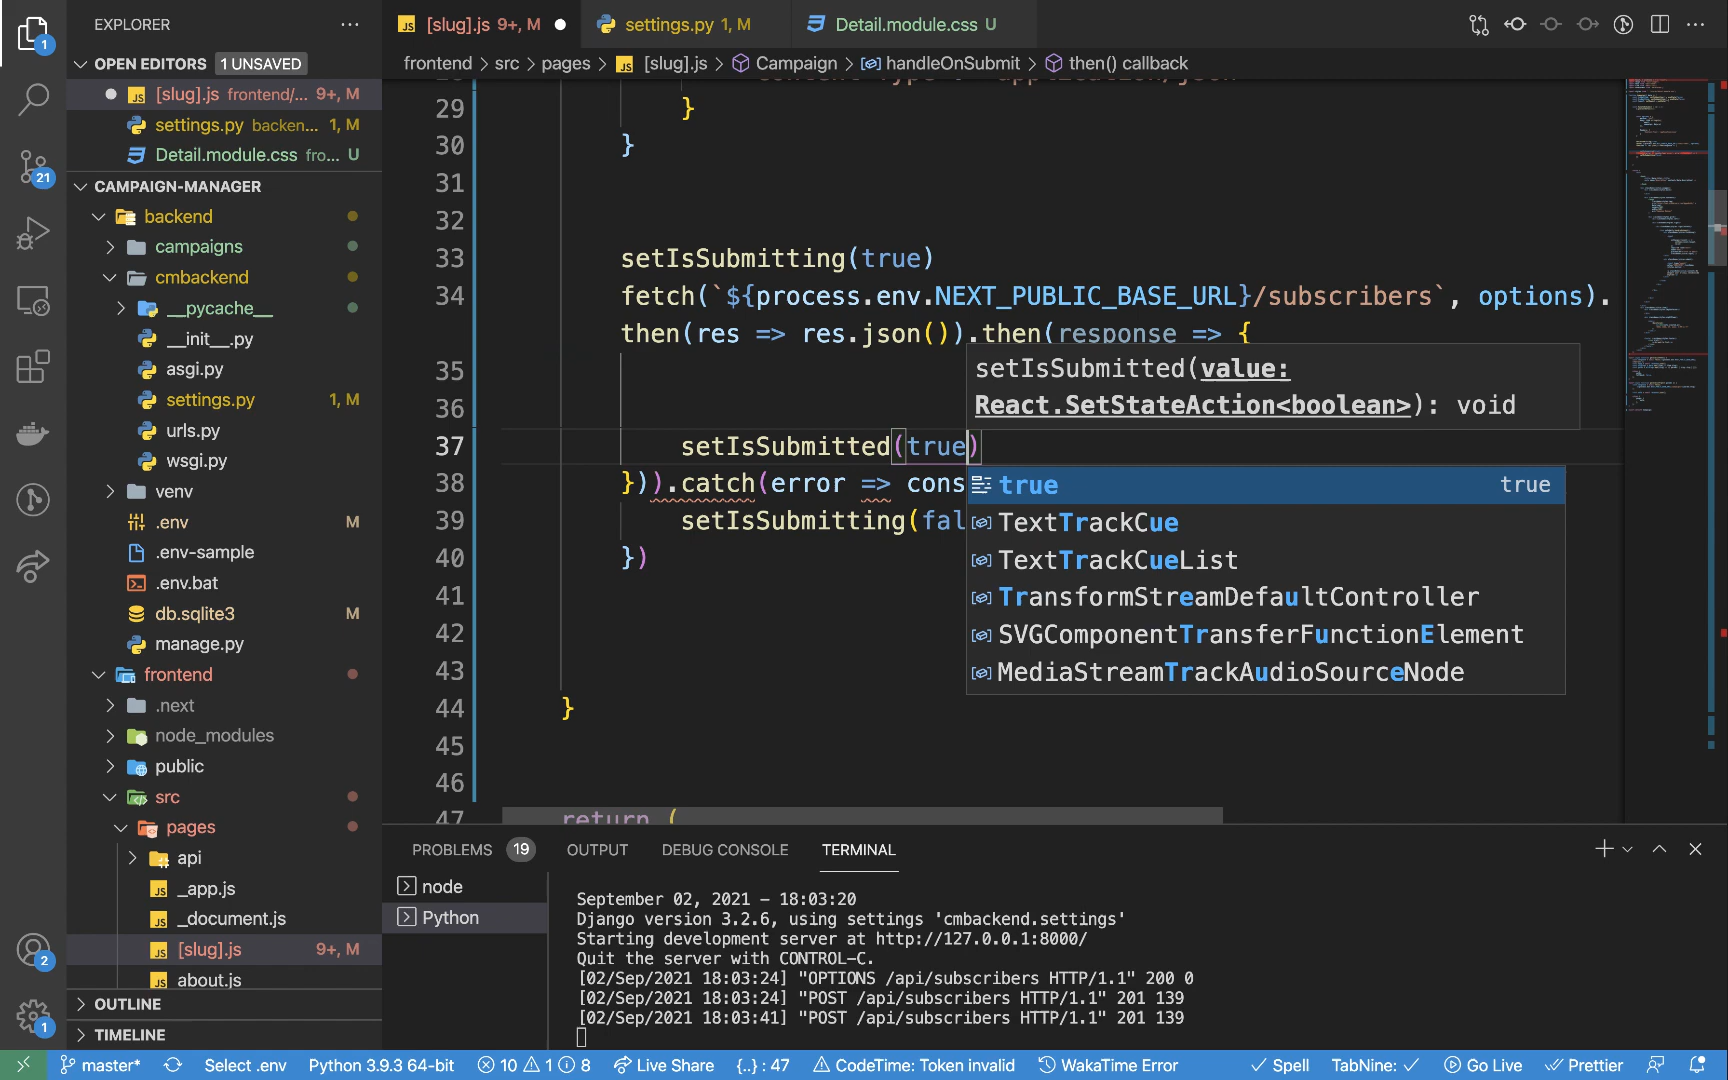 EXPLORER
OPEN EDITORS 1 UNSAVED
[slug].js frontend/... 9+, M
settings.py backen... 1, M
Detail.module.css fro... U
CAMPAIGN-MANAGER
backend
campaigns
cmbackend
__pycache__
__init__.py
asgi.py
settings.py 1, M
urls.py
wsgi.py
venv
.env M
.env-sample
.env.bat
db.sqlite3 M
manage.py
frontend
.next
node_modules
public
src
pages
api
_app.js
_document.js
[slug].js 9+, M
about.js
OUTLINE
TIMELINE
1
21
2
1
[slug].js 9+, M
settings.py 1, M
Detail.module.css U
frontend > src > pages > [slug].js > Campaign > handleOnSubmit > then() callback
29 }
30 }
31
32
33 setIsSubmitting(true)
34 fetch(`${process.env.NEXT_PUBLIC_BASE_URL}/subscribers`, options).
then(res => res.json()).then(response => {
35
36
37 setIsSubmitted(true)
38 })).catch(error => cons
39 setIsSubmitting(fal
40 })
41
42
43
44 }
45
46
47 return (
setIsSubmitted(value:
React.SetStateAction<boolean>): void
true true
TextTrackCue
TextTrackCueList
TransformStreamDefaultController
SVGComponentTransferFunctionElement
MediaStreamTrackAudioSourceNode
PROBLEMS 19 OUTPUT DEBUG CONSOLE TERMINAL
node
Python
September 02, 2021 - 18:03:20
Django version 3.2.6, using settings 'cmbackend.settings'
Starting development server at http://127.0.0.1:8000/
Quit the server with CONTROL-C.
[02/Sep/2021 18:03:24] "OPTIONS /api/subscribers HTTP/1.1" 200 0
[02/Sep/2021 18:03:24] "POST /api/subscribers HTTP/1.1" 201 139
[02/Sep/2021 18:03:41] "POST /api/subscribers HTTP/1.1" 201 139
master* Select .env Python 3.9.3 64-bit 10 1 8 Live Share {..} : 47 CodeTime: Token invalid WakaTime Error Spell TabNine: Go Live Prettier